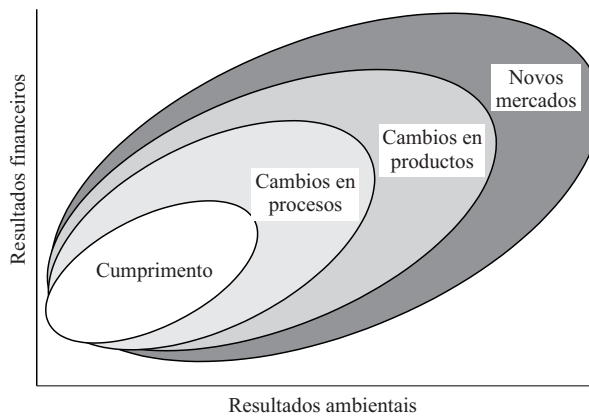 Resultados financeiros
Novos
mercados
Cambios en
productos
Cambios en
procesos
Cumprimento
Resultados ambientais